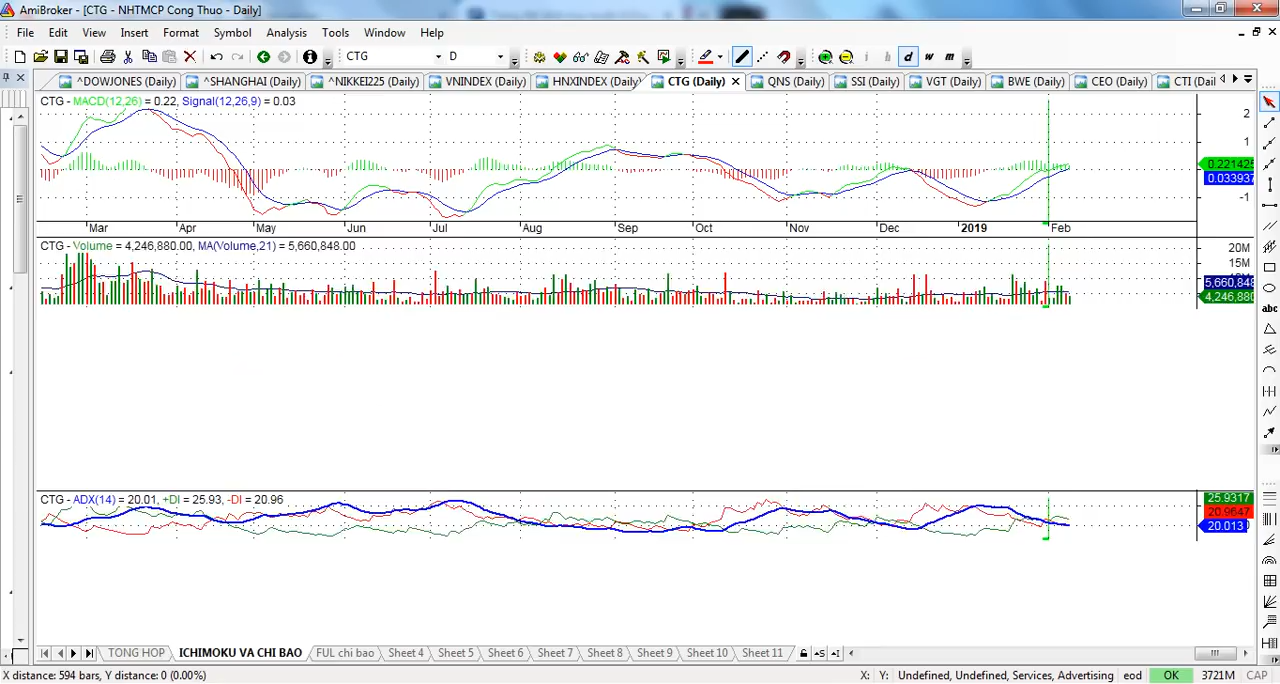 AmiBroker - [CTG - NHTMCP Cong Thuo - Daily]
File Edit View Insert Format Symbol Analysis Tools Window Help
CTG D i h d w m
^DOWJONES (Daily) ^SHANGHAI (Daily) ^NIKKEI225 (Daily) VNINDEX (Daily) HNXINDEX (Daily) CTG (Daily) QNS (Daily) SSI (Daily) VGT (Daily) BWE (Daily) CEO (Daily) CTI (Dail
CTG - MACD(12,26) = 0.22, Signal(12,26,9) = 0.03
2
1
0.221425
0.033937
-1
Mar Apr May Jun Jul Aug Sep Oct Nov Dec 2019 Feb
abc
CTG - Volume = 4,246,880.00, MA(Volume,21) = 5,660,848.00
20M
15M
5,660,848
4,246,880
CTG - ADX(14) = 20.01, +DI = 25.93, -DI = 20.96
25.9317
20.9647
20.013
TONG HOP ICHIMOKU VA CHI BAO FUL chi bao Sheet 4 Sheet 5 Sheet 6 Sheet 7 Sheet 8 Sheet 9 Sheet 10 Sheet 11
X distance: 594 bars, Y distance: 0 (0.00%) X: Y: Undefined, Undefined, Services, Advertising eod OK 3721M CAP